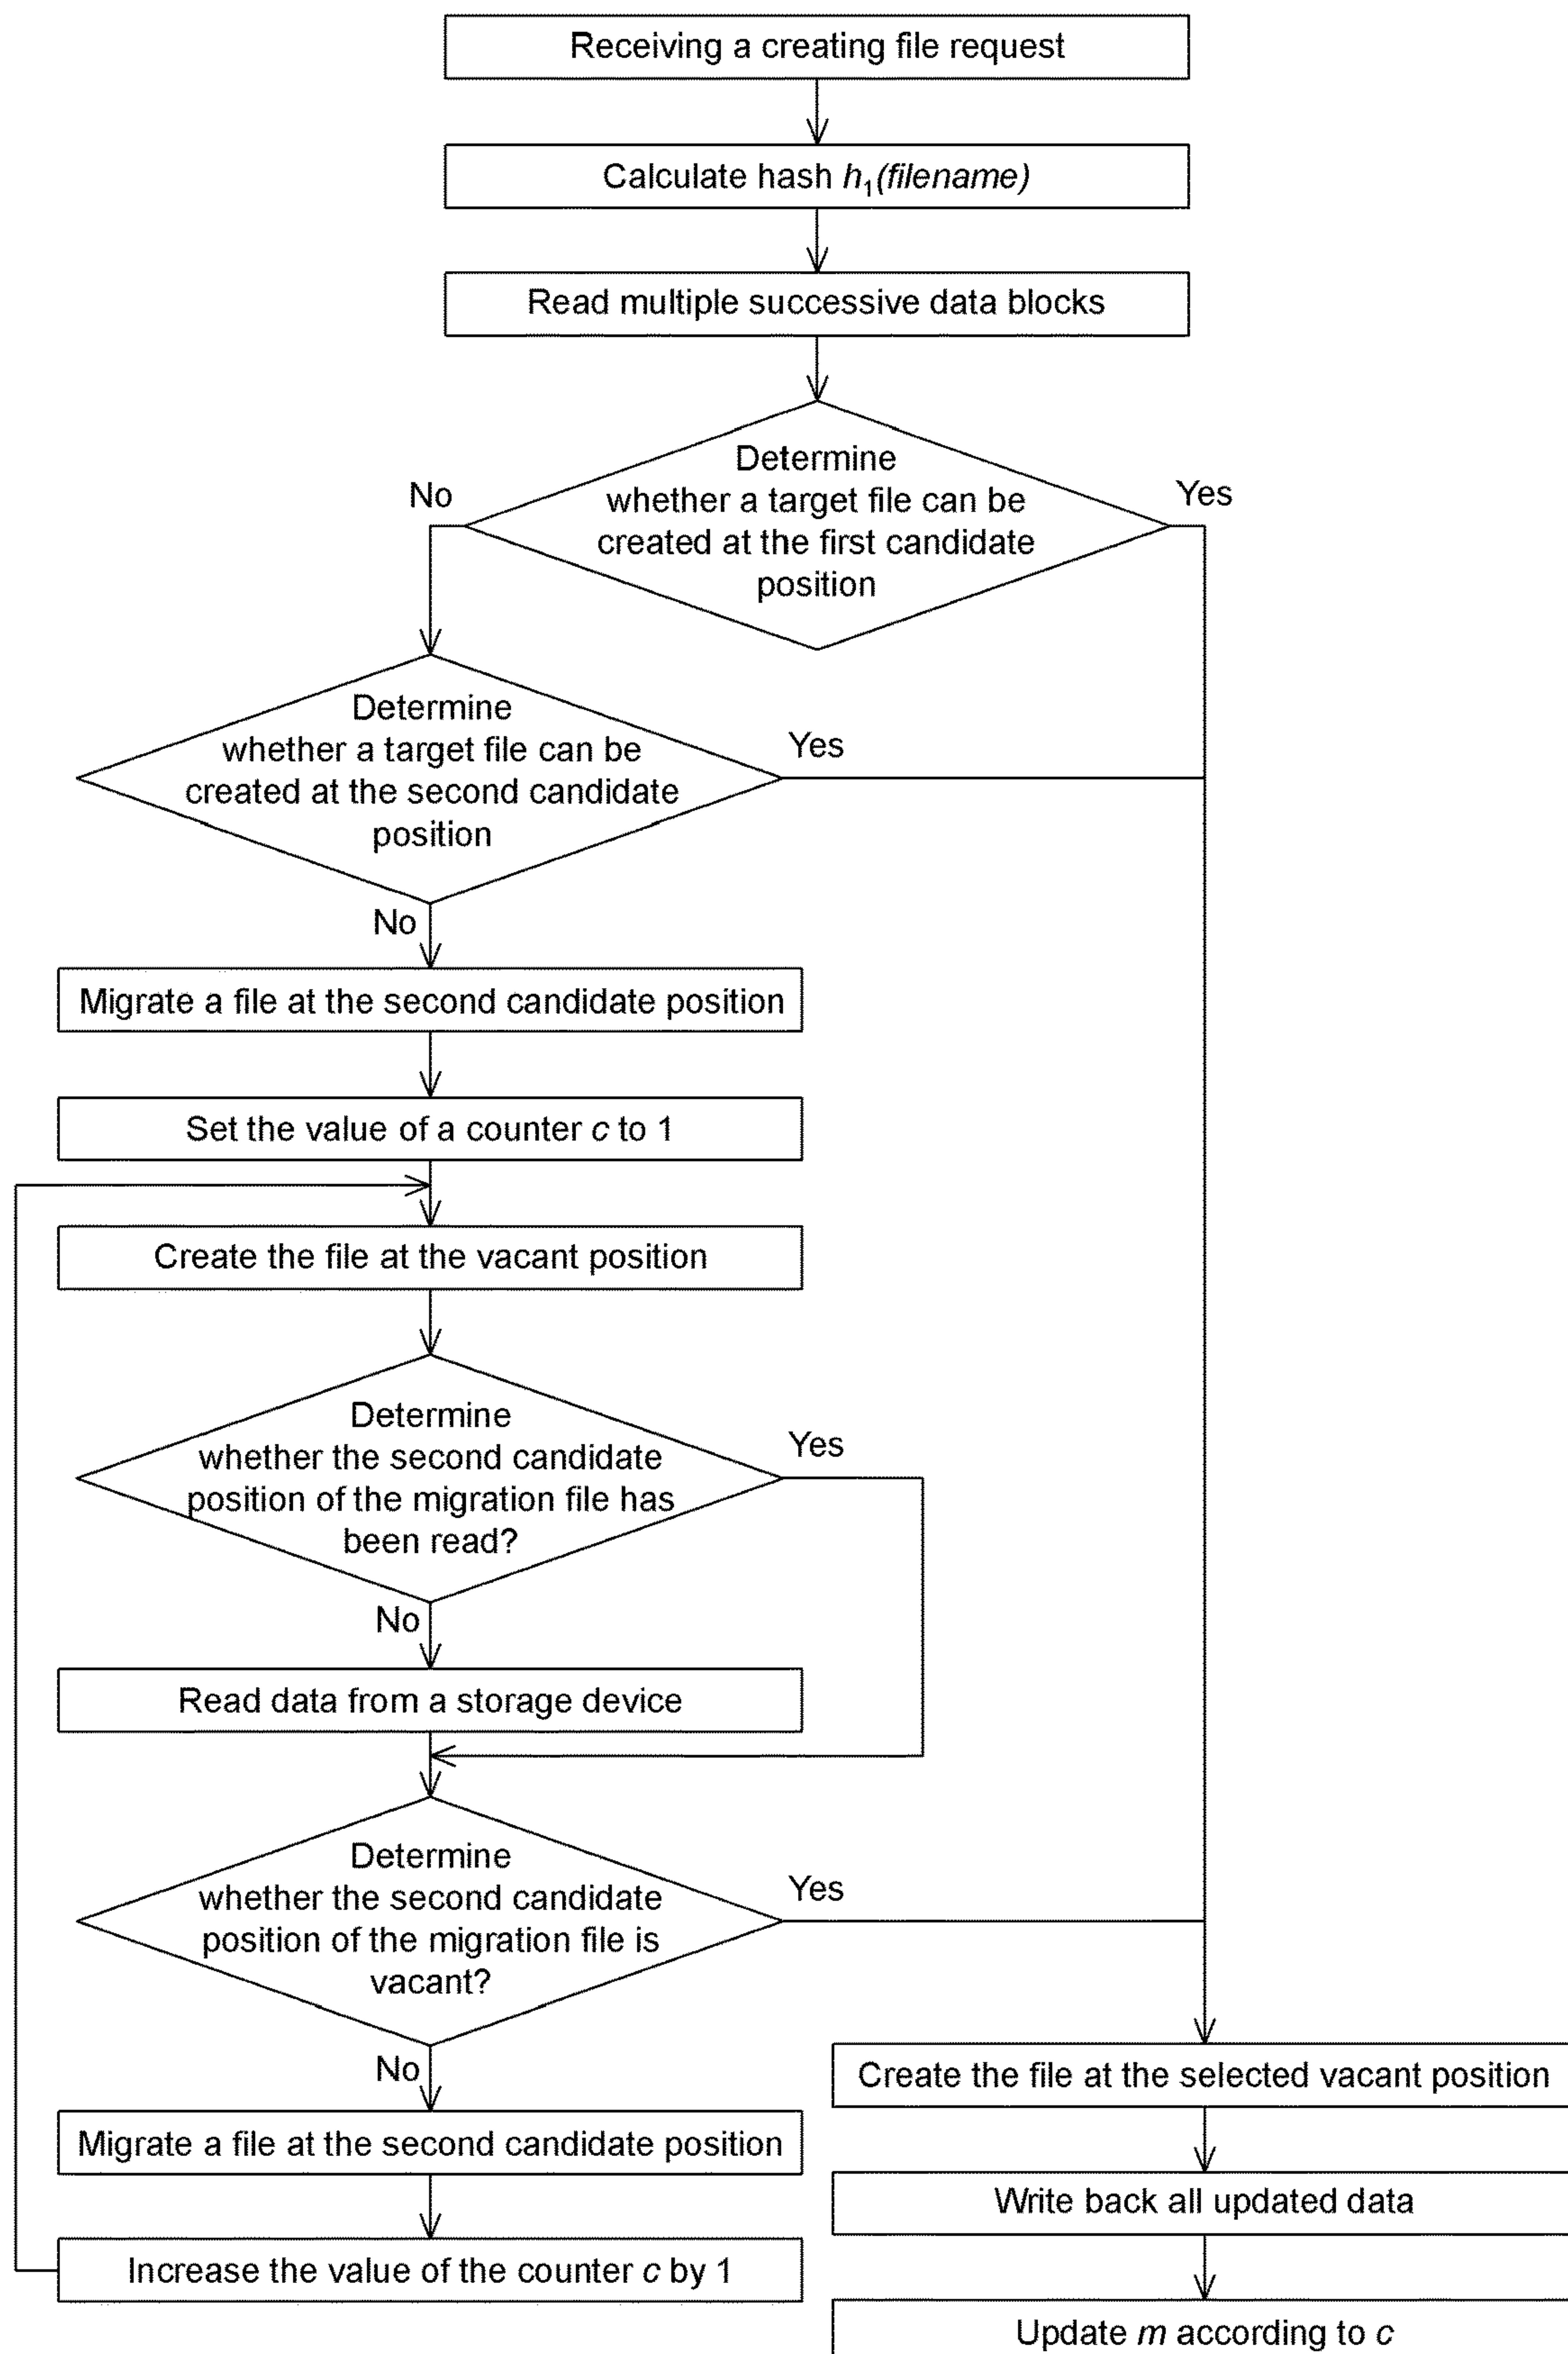 Receiving a creating file request
Calculate hash h₁(filename)
Read multiple successive data blocks
Determine
whether a target file can be
created at the first candidate
position
No
Yes
Determine
whether a target file can be
created at the second candidate
position
Yes
No
Migrate a file at the second candidate position
Set the value of a counter c to 1
Create the file at the vacant position
Determine
whether the second candidate
position of the migration file has
been read?
Yes
No
Read data from a storage device
Determine
whether the second candidate
position of the migration file is
vacant?
Yes
No
Migrate a file at the second candidate position
Increase the value of the counter c by 1
Create the file at the selected vacant position
Write back all updated data
Update m according to c